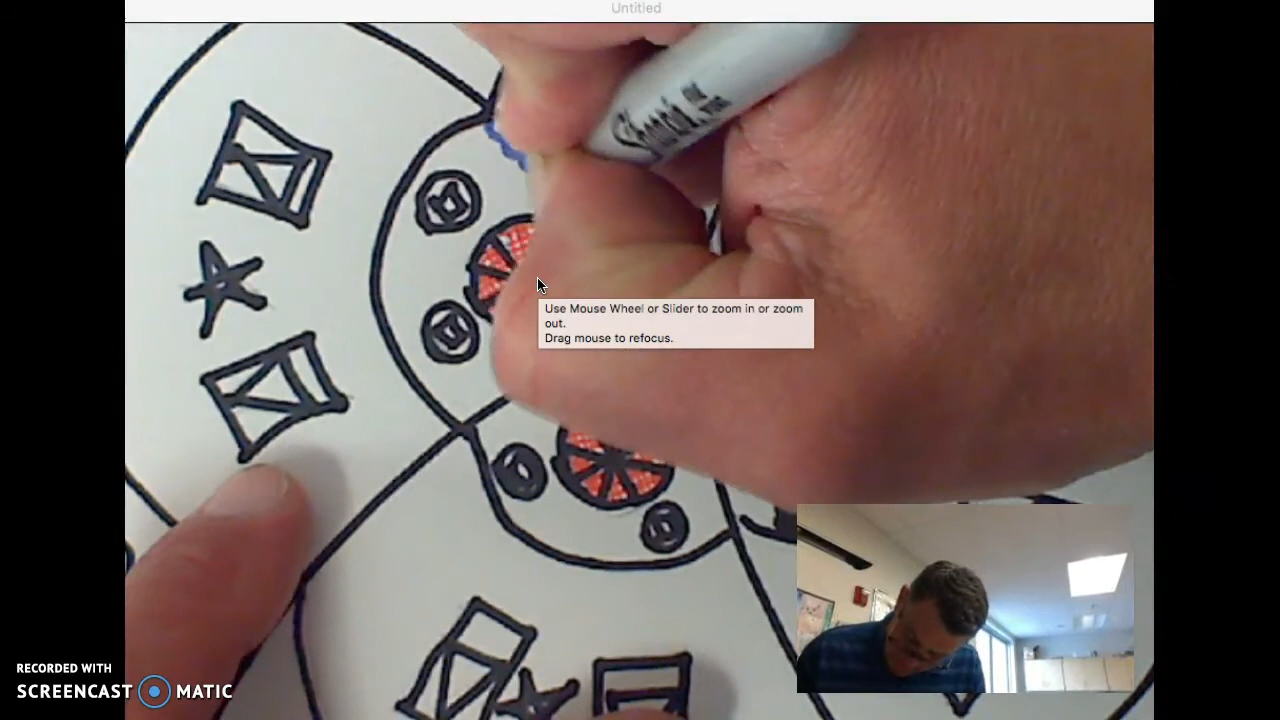 Untitled
Sharpie
Use Mouse Wheel or Slider to zoom in or zoom
out.
Drag mouse to refocus.
RECORDED WITH
SCREENCAST MATIC